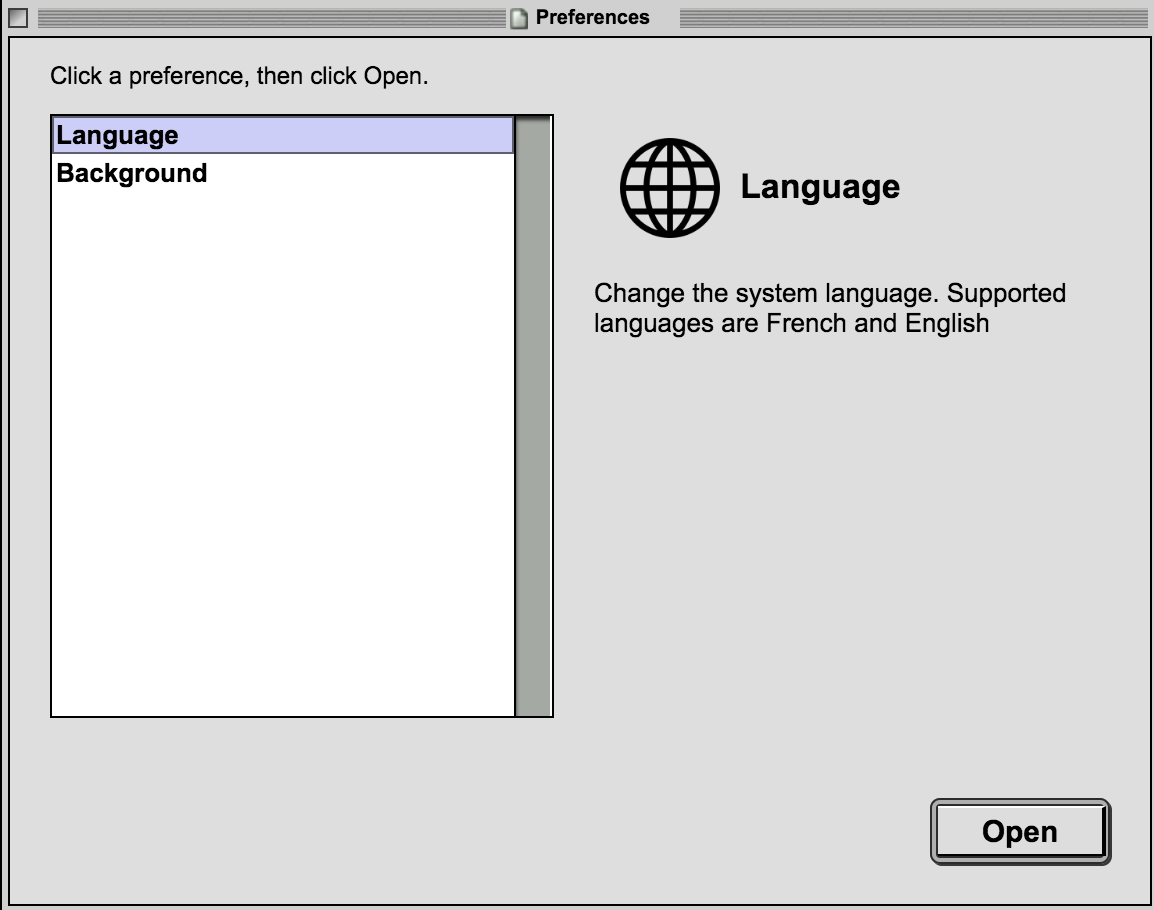 Preferences
Click a preference, then click Open.
Language
Background
Language
Change the system language. Supported
languages are French and English
Open